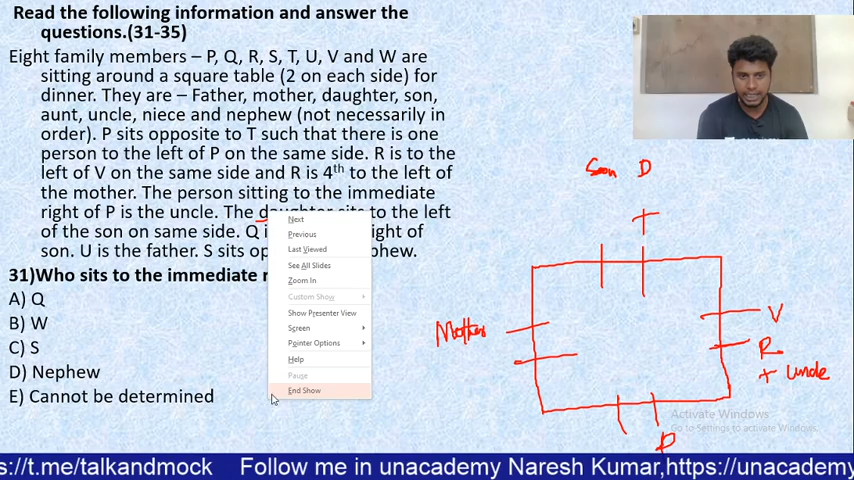 Read the following information and answer the
questions.(31-35)
Eight family members – P, Q, R, S, T, U, V and W are
sitting around a square table (2 on each side) for
dinner. They are – Father, mother, daughter, son,
aunt, uncle, niece and nephew (not necessarily in
order). P sits opposite to T such that there is one
person to the left of P on the same side. R is to the
left of V on the same side and R is 4th to the left of
the mother. The person sitting to the immediate
right of P is the uncle. The daughter sits to the left
of the son on same side. Q i ight of
son. U is the father. S sits op phew.
31)Who sits to the immediate r
A) Q
B) W
C) S
D) Nephew
E) Cannot be determined
Next
Previous
Last Viewed
See All Slides
Zoom In
Custom Show
Show Presenter View
Screen
Pointer Options
Help
Pause
End Show
Son D
T
Mother
V
R
+ uncle
P
Activate Windows
Go to Settings to activate Windows.
s://t.me/talkandmock Follow me in unacademy Naresh Kumar,https://unacademy